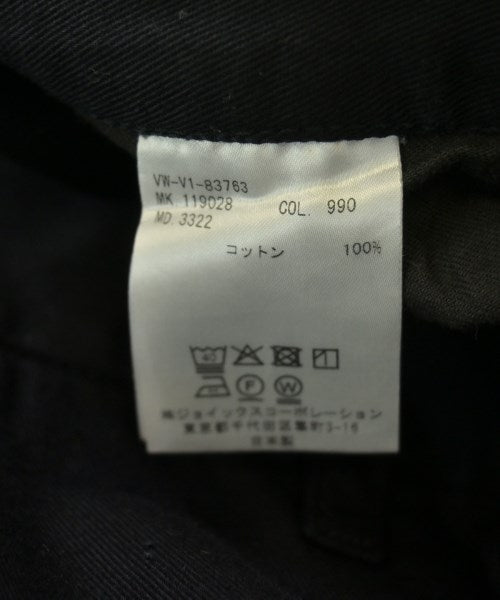 VW-V1-83763
MK. 119028 COL. 990
MD. 3322
コットン 100%
40
F W
㈱ジョイックスコーポレーション
東京都千代田区麹町3-16
日本製